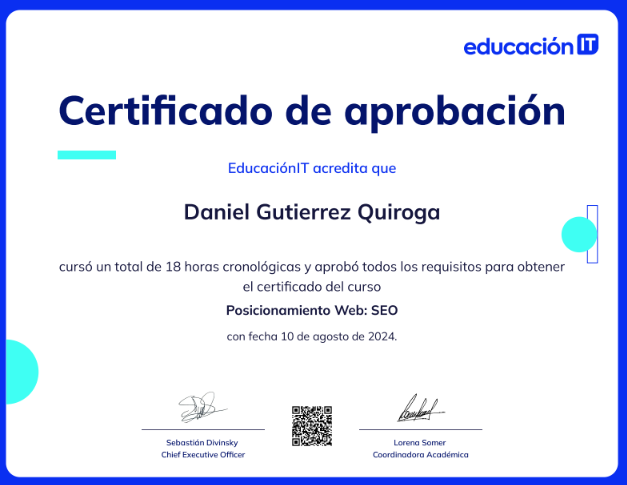 educación IT
Certificado de aprobación
EducaciónIT acredita que
Daniel Gutierrez Quiroga
cursó un total de 18 horas cronológicas y aprobó todos los requisitos para obtener
el certificado del curso
Posicionamiento Web: SEO
con fecha 10 de agosto de 2024.
Sebastián Divinsky
Chief Executive Officer
Lorena Somer
Coordinadora Académica